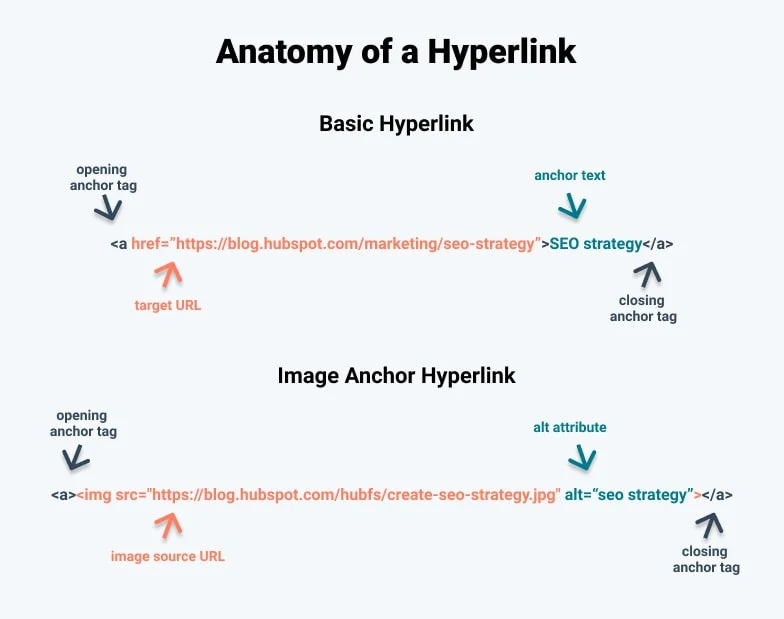 Anatomy of a Hyperlink
Basic Hyperlink
opening
anchor tag
anchor text
<a href=”https://blog.hubspot.com/marketing/seo-strategy”>SEO strategy</a>
target URL
closing
anchor tag
Image Anchor Hyperlink
opening
anchor tag
alt attribute
<a><img src="https://blog.hubspot.com/hubfs/create-seo-strategy.jpg" alt=“seo strategy”></a>
image source URL
closing
anchor tag